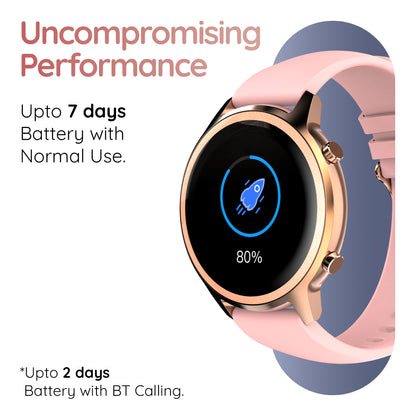 Uncompromising
Performance
Upto 7 days
Battery with
Normal Use.
80%
*Upto 2 days
Battery with BT Calling.